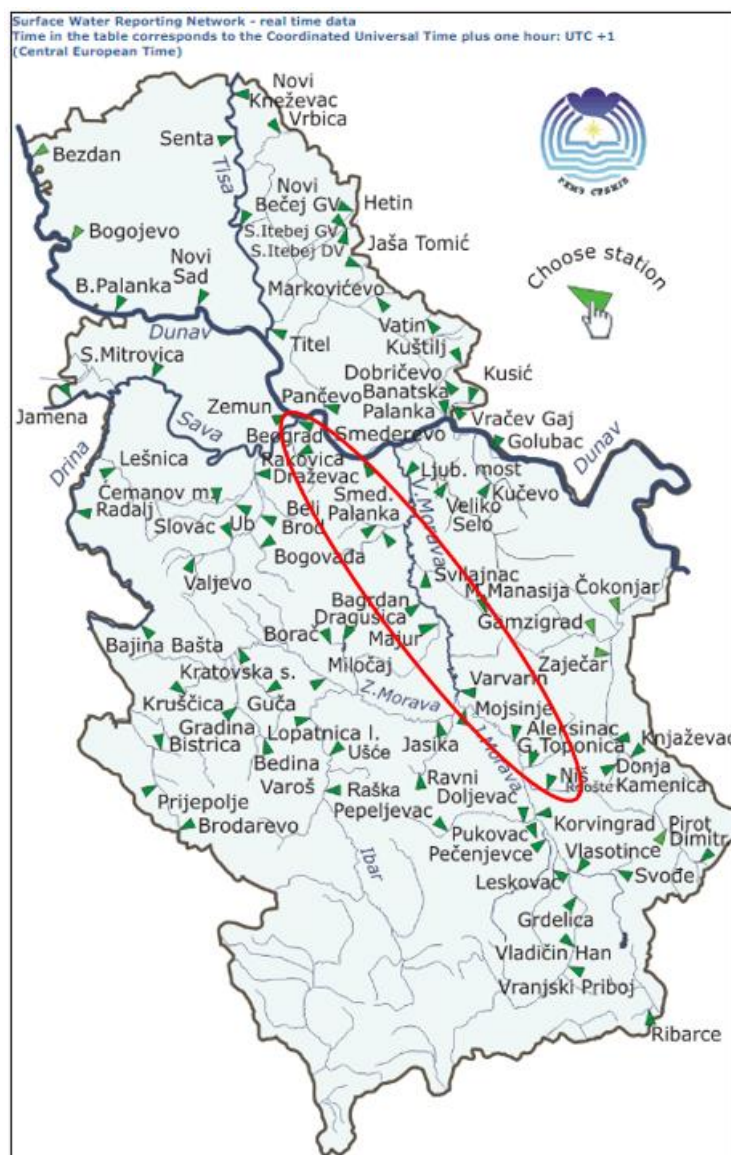 Surface Water Reporting Network - real time data
Time in the table corresponds to the Coordinated Universal Time plus one hour: UTC +1
(Central European Time)
Novi
Kneževac
Vrbica
Senta
Bezdan
Tisa
Novi
Bečej GV
Hetin
S.Itebej GV
S.Itebej DV
Jaša Tomić
РХМЗ СРБИЈЕ
Bogojevo
Novi
Sad
B.Palanka
Markovićevo
Choose station
Dunav
Titel
Vatin
Kuštilj
S.Mitrovica
Dobričevo
Kusić
Jamena
Pančevo
Banatska
Palanka
Vračev Gaj
Zemun
Sava
Beograd
Smederevo
Golubac
Drina
Dunav
Lešnica
Rakovica
Draževac
Ljub. most
Čemanov m.
Smed.
Palanka
Kučevo
Radalj
Beli
Brod
V.Morava
Veliko
Selo
Slovac
Ub
Bogovađa
Valjevo
Svilajnac
M.Manasija
Čokonjar
Bagrdan
Dragušica
Gamzigrad
Borač
Majur
Bajina Bašta
Miločaj
Zaječar
Kratovska s.
Z.Morava
Varvarin
Kruščica
Guča
Mojsinje
Gradina
Lopatnica l.
Aleksinac
Knjaževac
Bistrica
Ušće
Jasika
J.Morava
G.Toponica
Bedina
Varoš
Niš
Donja
Kamenica
Prijepolje
Raška
Ravni
Doljevac
Pepeljevac
Korvingrad
Pirot
Brodarevo
Pukovac
Dimitr
Pečenjevce
Vlasotince
Ibar
Leskovac
Svođe
Grdelica
Vladičin Han
Vranjski Priboj
Ribarce